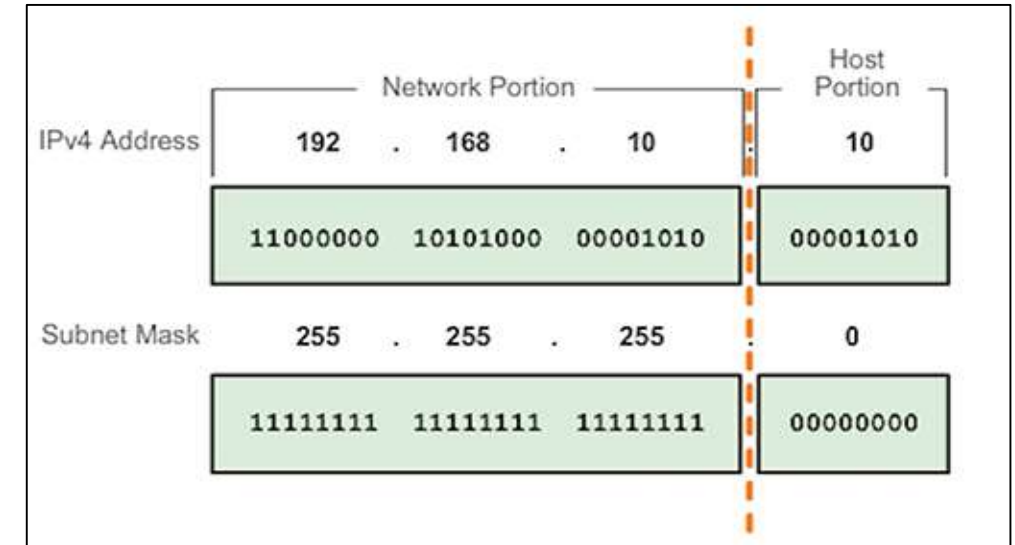 Network Portion Host Portion
IPv4 Address 192 . 168 . 10 . 10
11000000 10101000 00001010 00001010
Subnet Mask 255 . 255 . 255 . 0
11111111 11111111 11111111 00000000